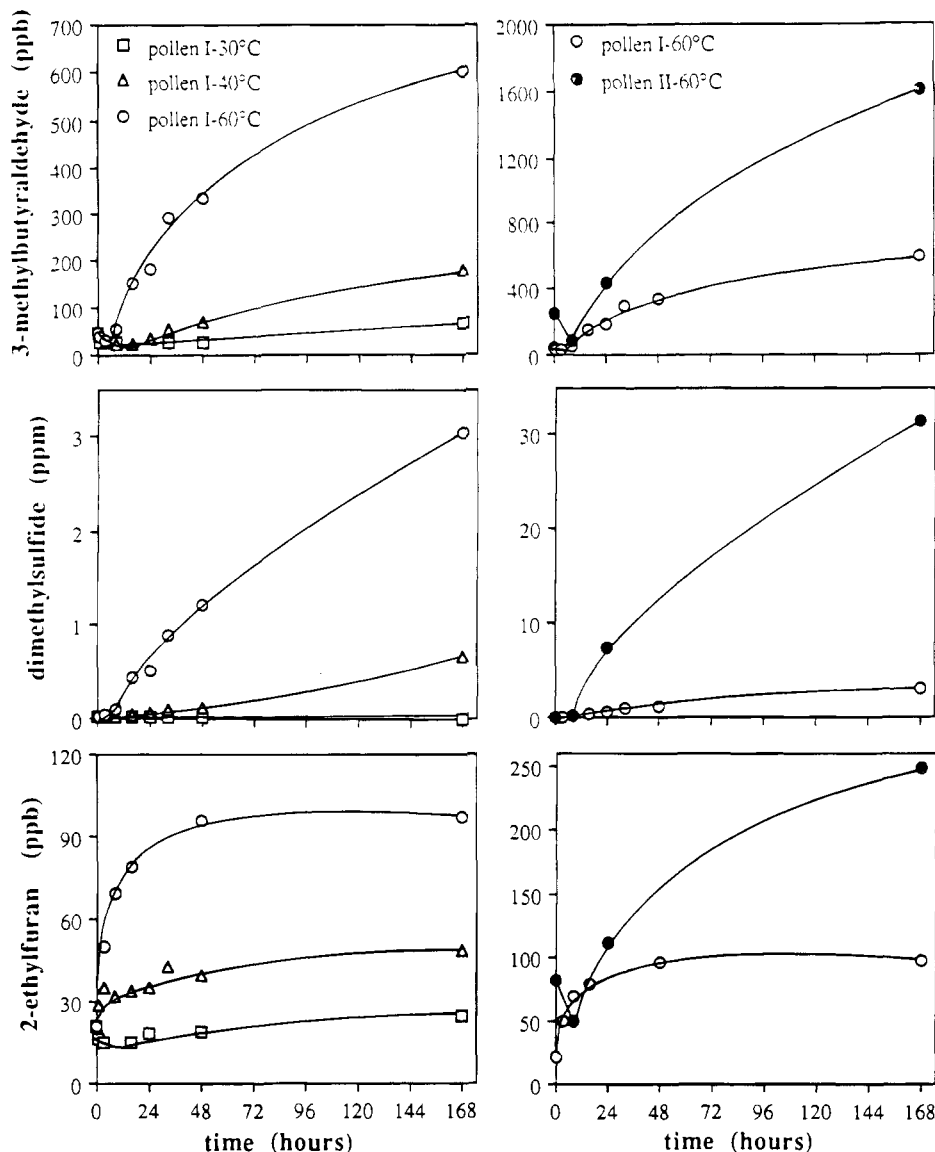 3-methylbutyraldehyde (ppb)
700
600
500
400
300
200
100
0
pollen I-30°C
pollen I-40°C
pollen I-60°C
2000
1600
1200
800
400
0
pollen I-60°C
pollen II-60°C
dimethylsulfide (ppm)
3
2
1
0
30
20
10
0
2-ethylfuran (ppb)
120
90
60
30
0
0 24 48 72 96 120 144 168
time (hours)
250
200
150
100
50
0
0 24 48 72 96 120 144 168
time (hours)